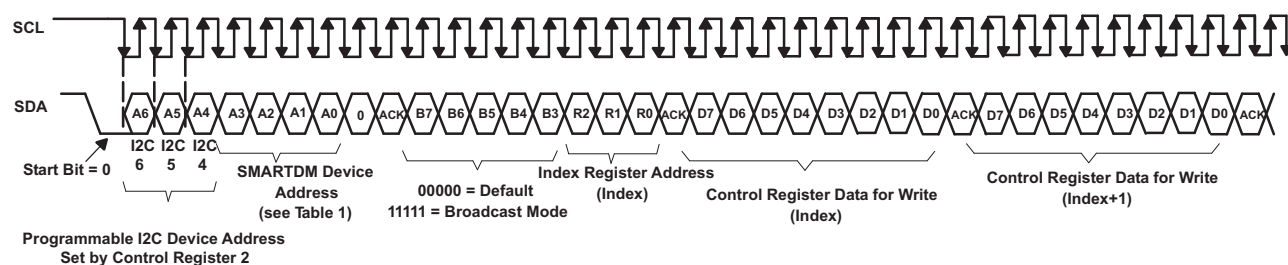 SCL
SDA
A6 A5 A4 A3 A2 A1 A0 0 ACK B7 B6 B5 B4 B3 R2 R1 R0 ACK D7 D6 D5 D4 D3 D2 D1 D0 ACK D7 D6 D5 D4 D3 D2 D1 D0 ACK
Start Bit = 0
I2C I2C I2C
6 5 4
SMARTDM Device
Address
(see Table 1)
00000 = Default
11111 = Broadcast Mode
Index Register Address
(Index)
Control Register Data for Write
(Index)
Control Register Data for Write
(Index+1)
Programmable I2C Device Address
Set by Control Register 2